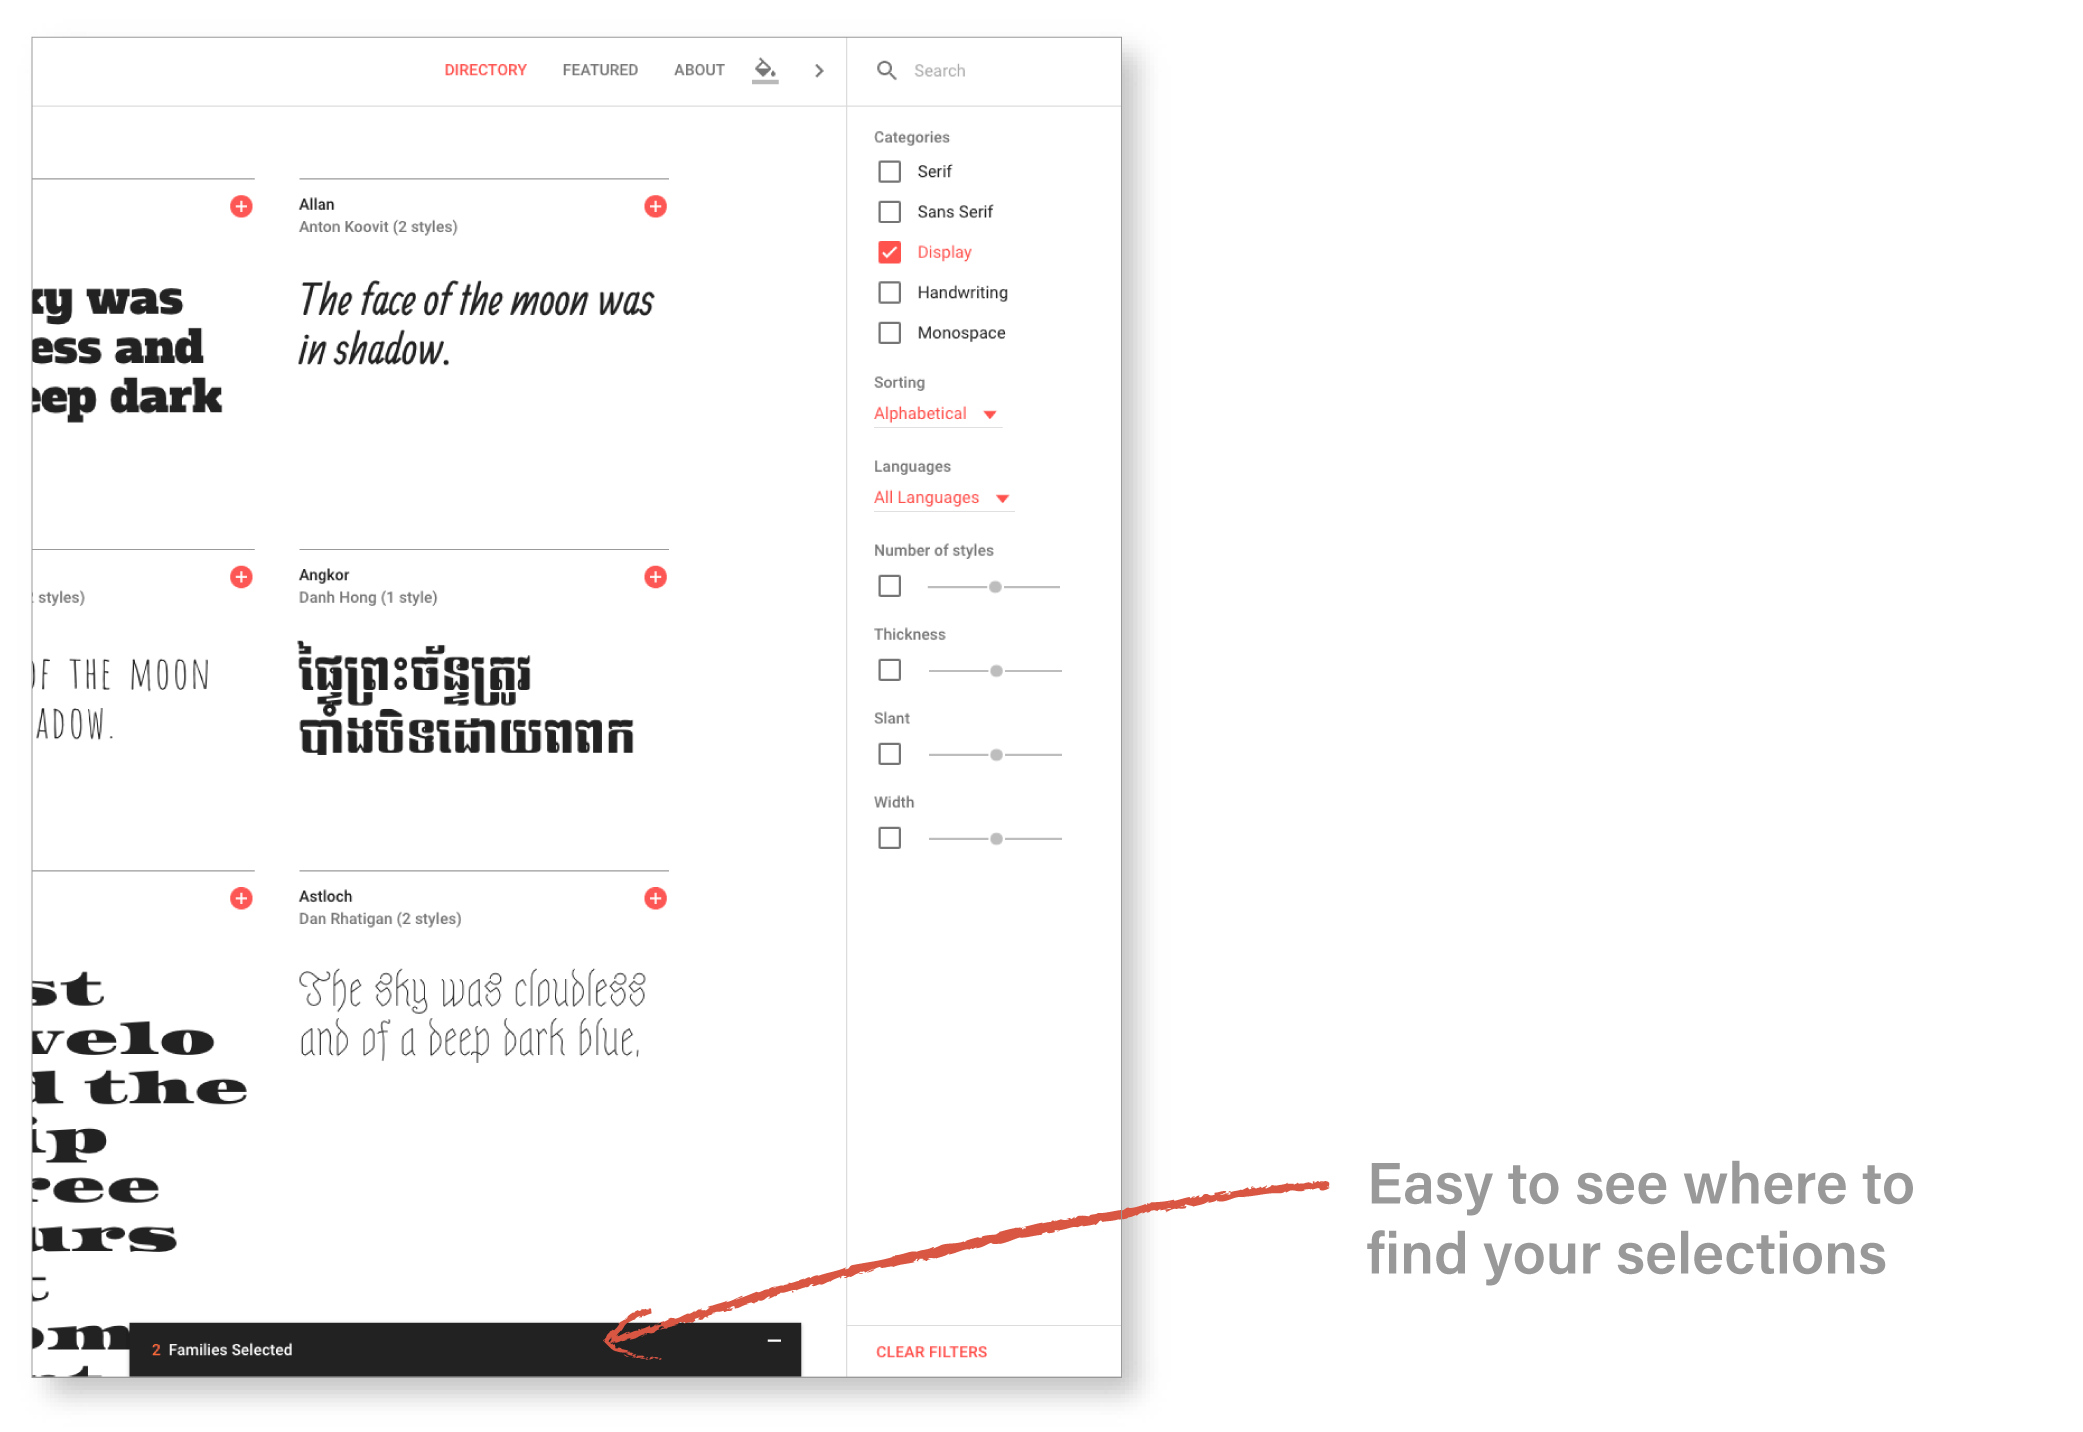 DIRECTORY FEATURED ABOUT
Search
Categories
Serif
Sans Serif
Display
Handwriting
Monospace
Sorting
Alphabetical
Languages
All Languages
Number of styles
Thickness
Slant
Width
CLEAR FILTERS
ky was
ess and
eep dark
Allan
Anton Koovit (2 styles)
The face of the moon was
in shadow.
styles)
OF THE MOON
ADOW.
Angkor
Danh Hong (1 style)
ផ្ទៃព្រះច័ន្ទត្រូវ
បាំងបិទដោយពពក
st
velo
d the
ip
ree
urs
t
om
Astloch
Dan Rhatigan (2 styles)
The sky was cloudless
and of a deep dark blue.
2 Families Selected
Easy to see where to
find your selections